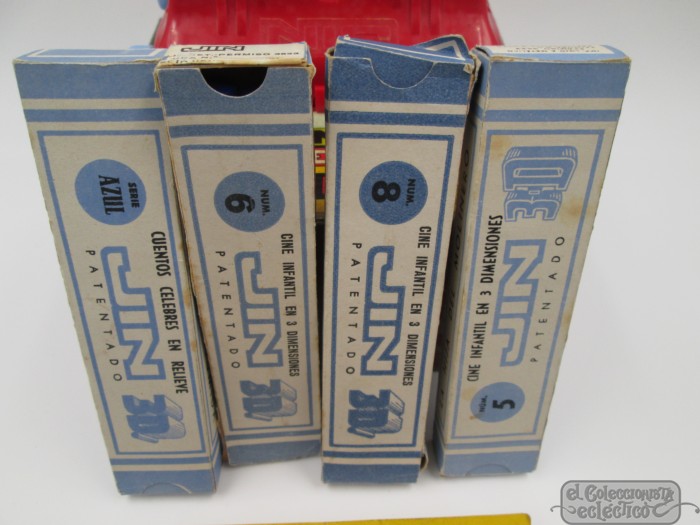 SERIE
AZUL
CUENTOS CELEBRES EN RELIEVE
JIN
PATENTADO
3D
JIN
PERMISO
NUM.
6
CINE INFANTIL EN 3 DIMENSIONES
JIN
PATENTADO
3D
NUM.
8
CINE INFANTIL EN 3 DIMENSIONES
JIN
PATENTADO
3D
3-D
CINE INFANTIL EN 3 DIMENSIONES
JIN
PATENTADO
NUM.
5
el Coleccionista
ecléctico